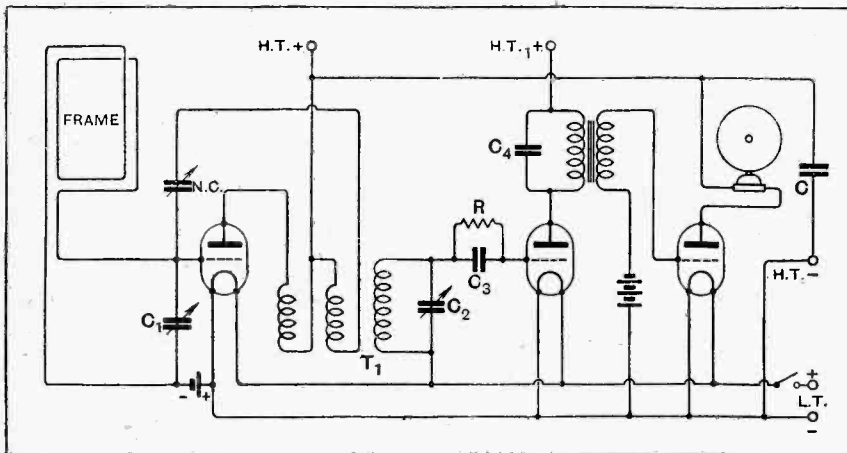 H.T.+
H.T.1+
FRAME
C4
N.C.
R
C
C3
C1
C2
H.T.
-
T1
- +
+
L.T.
-